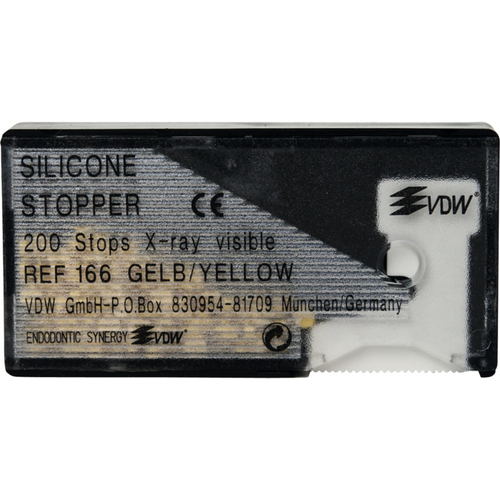 SILICONE
STOPPER CE
VDW
200 Stops X-ray visible
REF 166 GELB/YELLOW
VDW GmbH-P.O.Box 830954-81709 Munchen/Germany
ENDODONTIC SYNERGY VDW